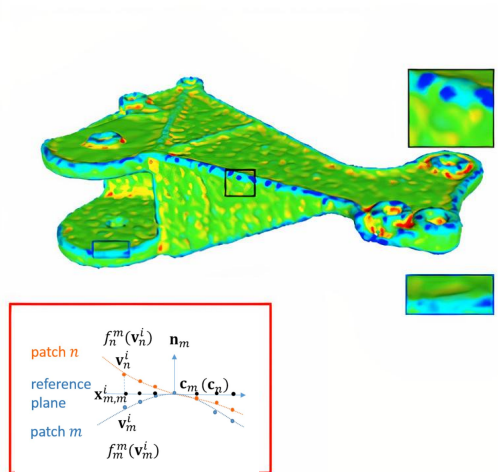 f_n^m(v_n^i)
v_n^i
n_m
patch n
reference
plane
x_{m,m}^i
c_m(c_n)
patch m
v_m^i
f_m^m(v_m^i)